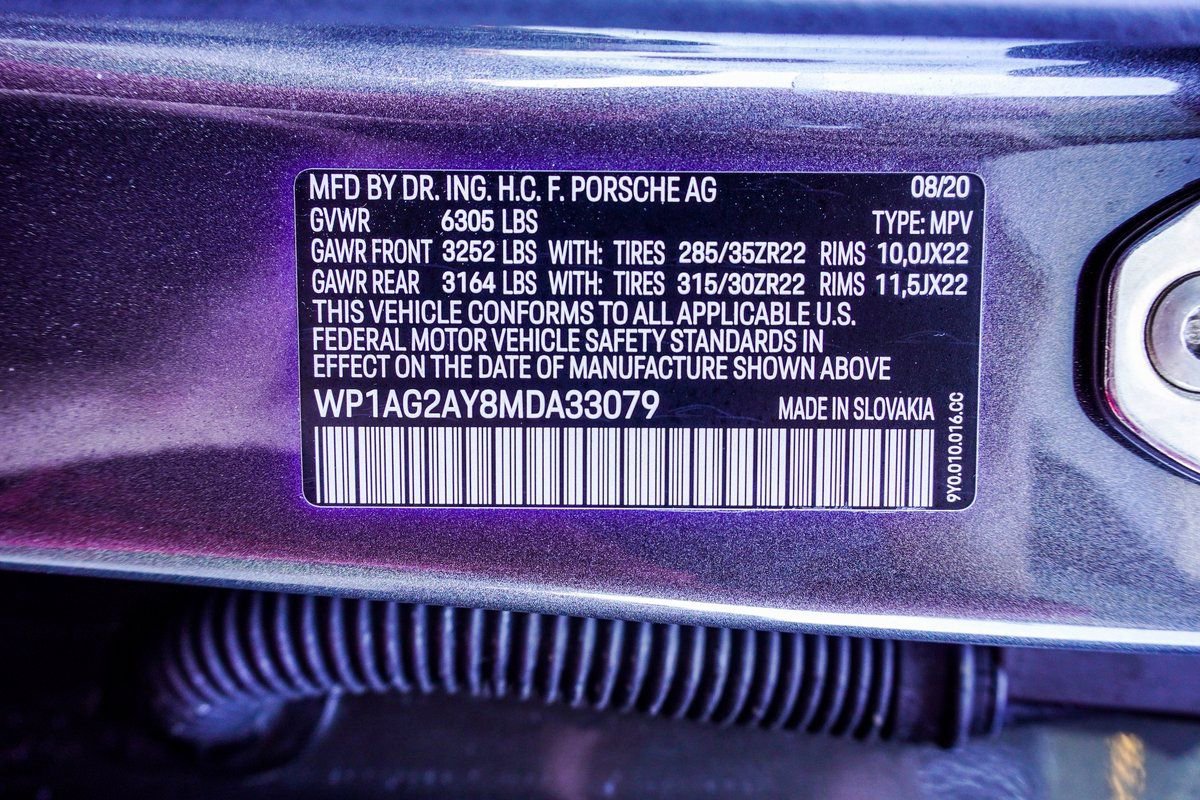 MFD BY DR. ING. H.C. F. PORSCHE AG 08/20
GVWR 6305 LBS TYPE: MPV
GAWR FRONT 3252 LBS WITH: TIRES 285/35ZR22 RIMS 10,0JX22
GAWR REAR 3164 LBS WITH: TIRES 315/30ZR22 RIMS 11,5JX22
THIS VEHICLE CONFORMS TO ALL APPLICABLE U.S.
FEDERAL MOTOR VEHICLE SAFETY STANDARDS IN
EFFECT ON THE DATE OF MANUFACTURE SHOWN ABOVE
WP1AG2AY8MDA33079 MADE IN SLOVAKIA
9Y0.010.016.CC